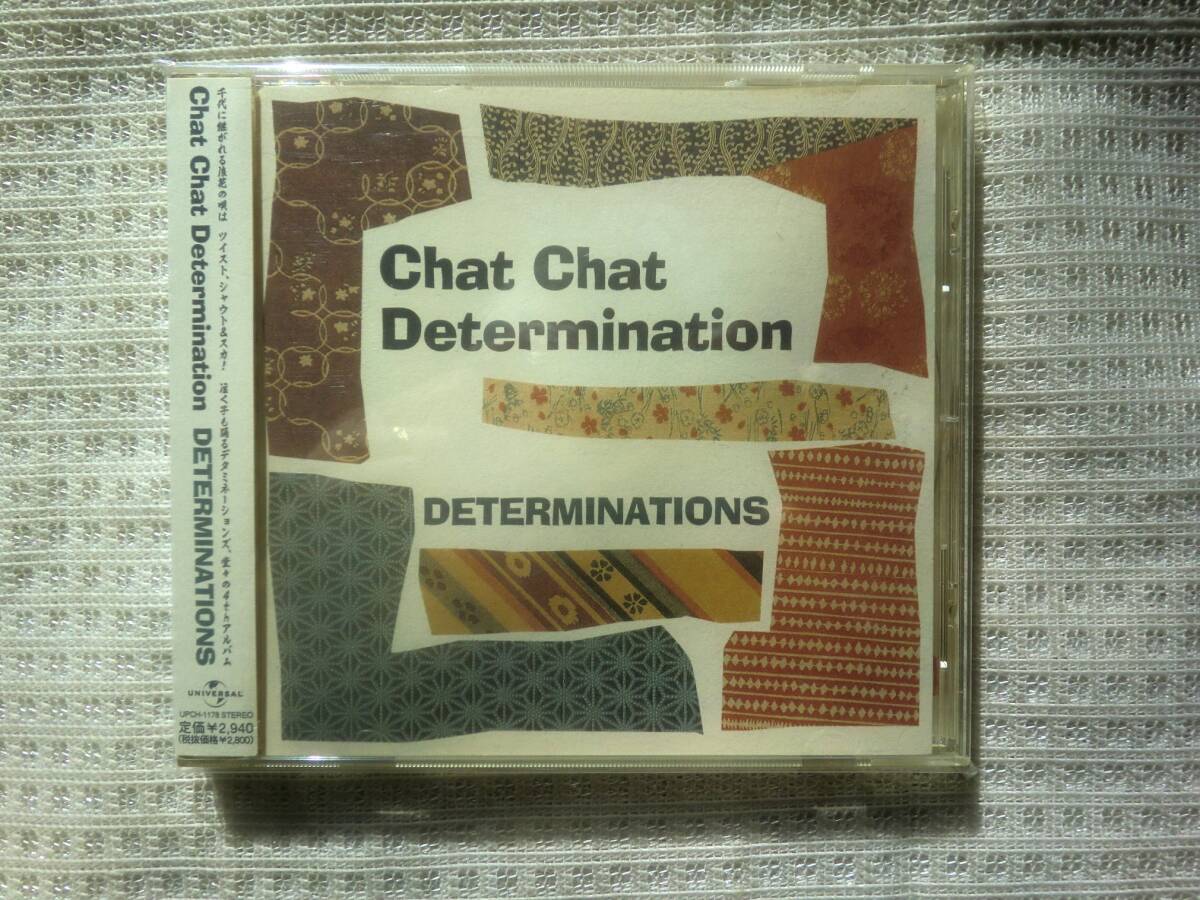 千代に継がれる浪花の唄は ツイスト、シャウト&スカ! 泣く子も踊るデタミネーションズ、堂々の4thアルバム
Chat Chat Determination DETERMINATIONS
UNIVERSAL
UPCH-1178 STEREO
定価¥2,940
(税抜価格¥2,800)
Chat Chat
Determination
DETERMINATIONS